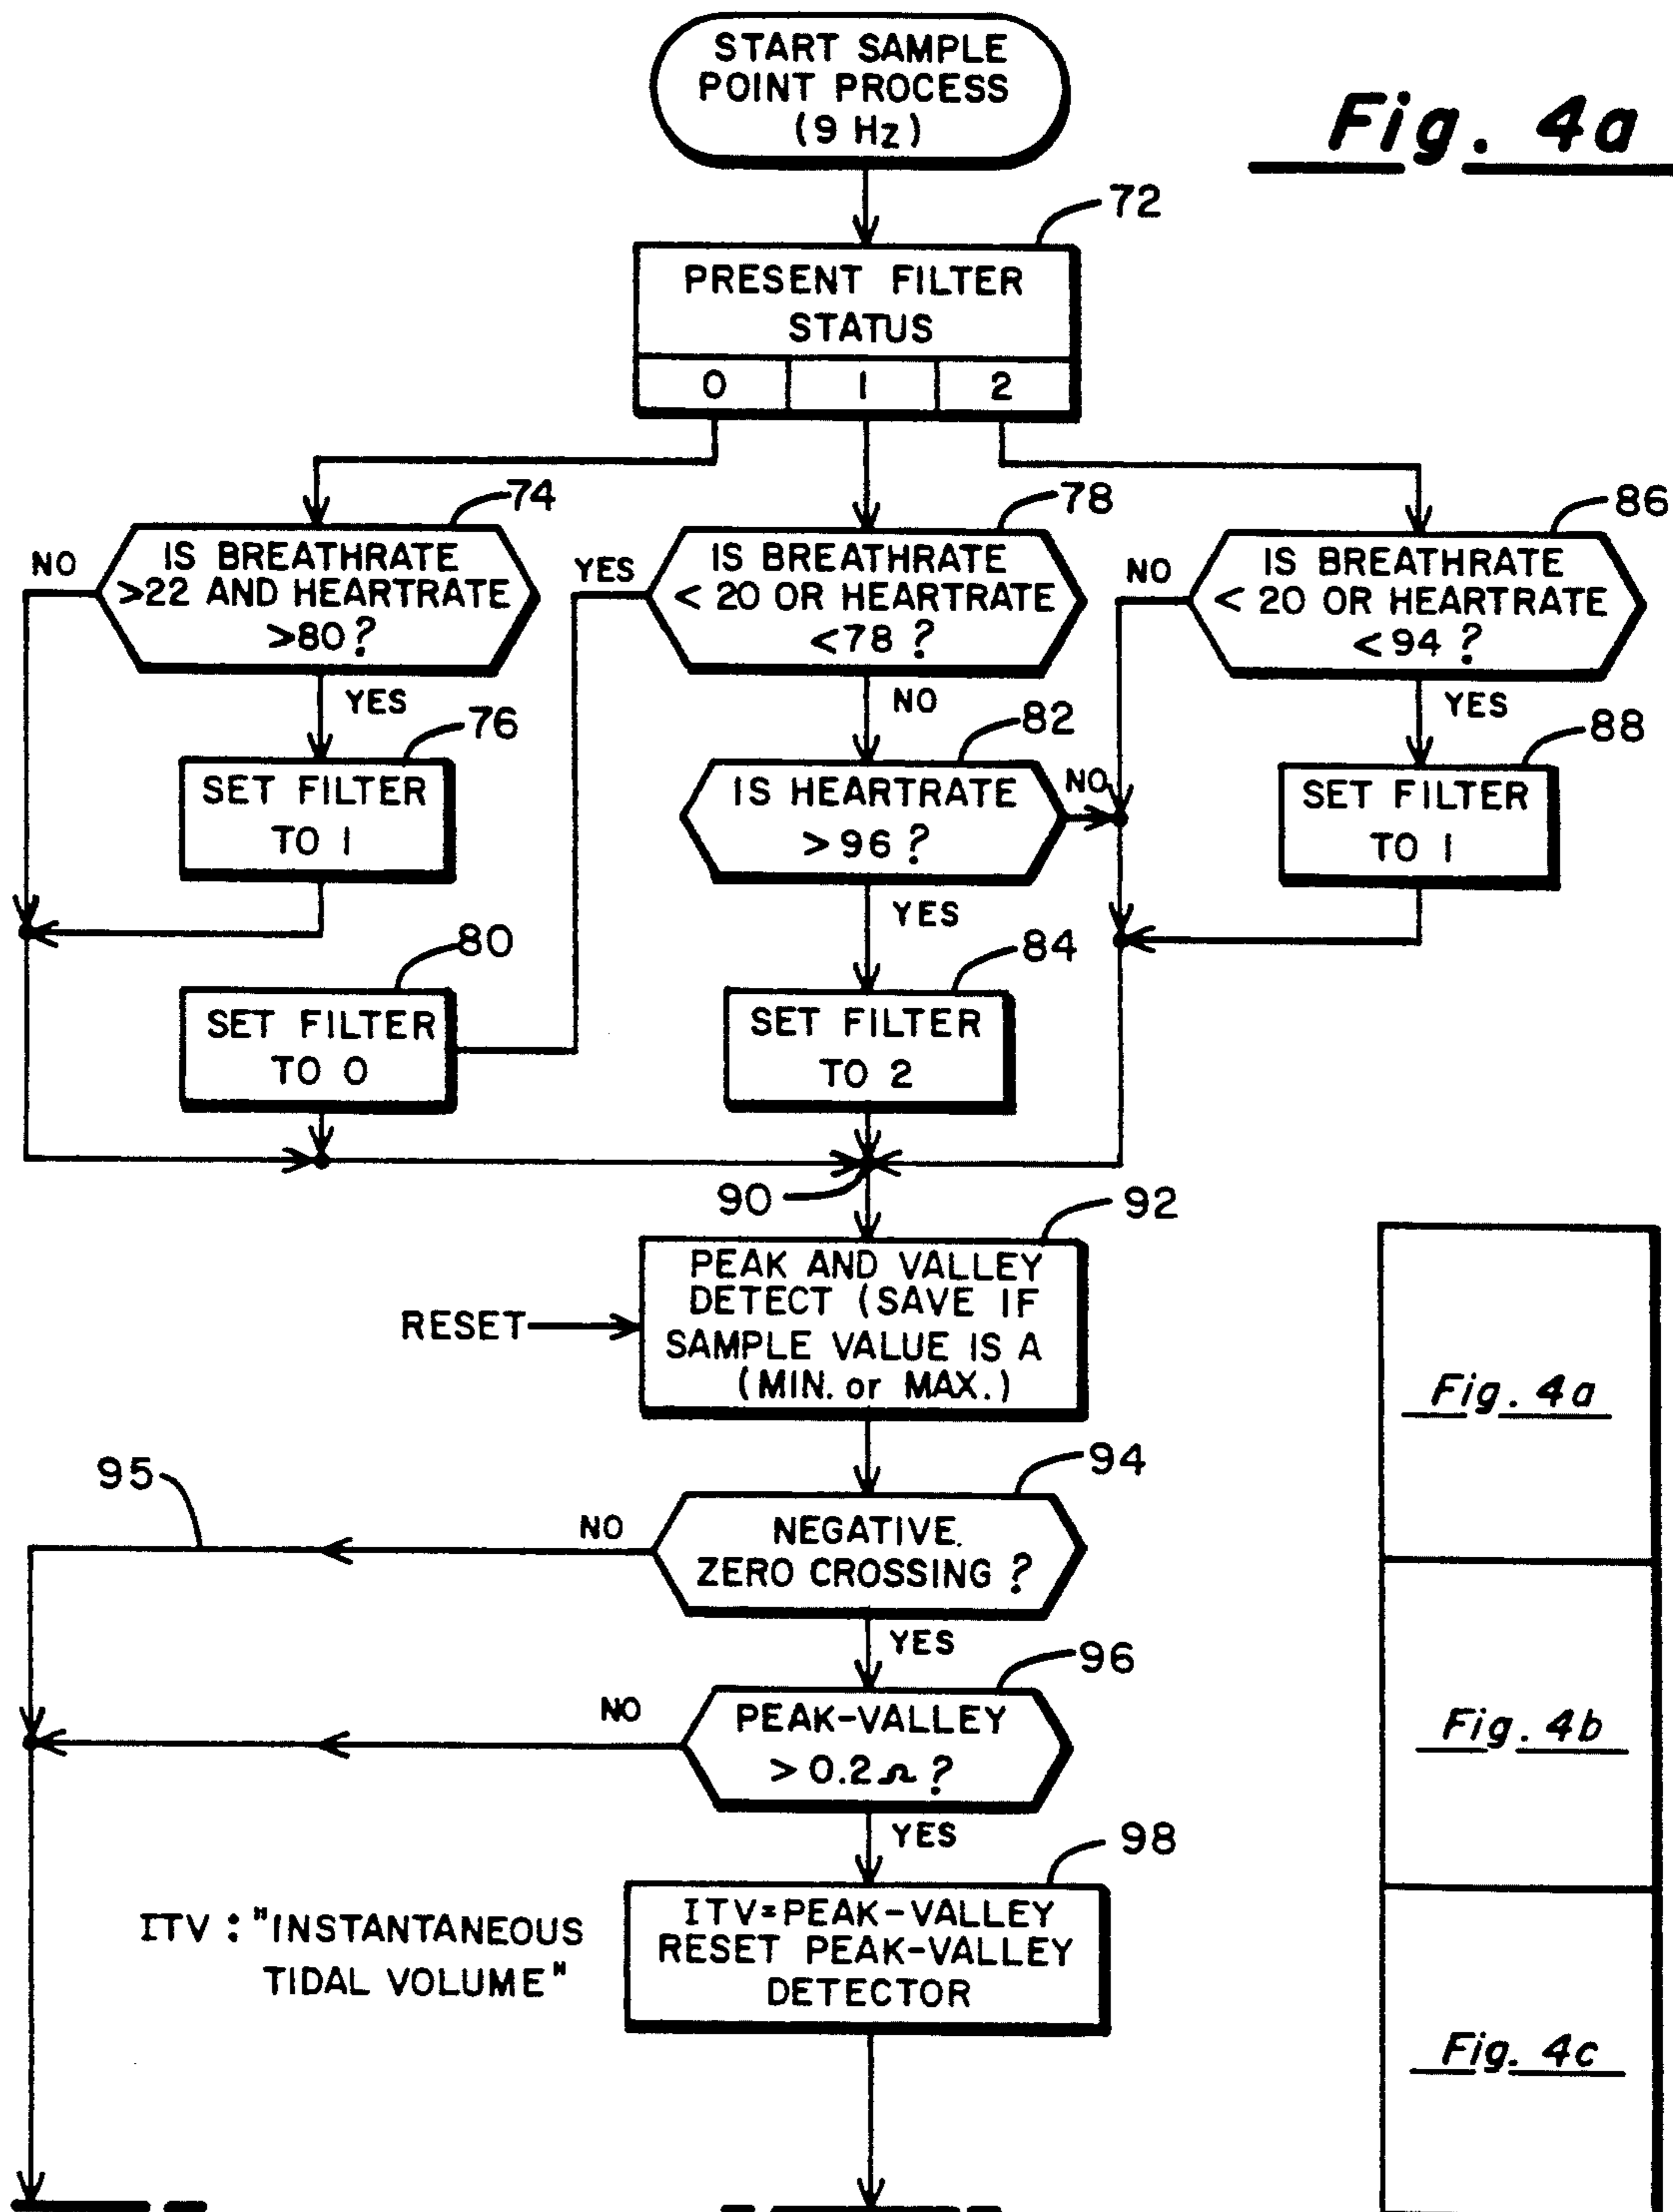 START SAMPLE
POINT PROCESS
(9 Hz)
Fig. 4a
72
PRESENT FILTER
STATUS
0 1 2
74
NO
IS BREATHRATE
>22 AND HEARTRATE
>80?
YES
78
YES
IS BREATHRATE
< 20 OR HEARTRATE
<78 ?
NO
86
NO
IS BREATHRATE
< 20 OR HEARTRATE
<94 ?
YES
76
SET FILTER
TO 1
82
IS HEARTRATE
>96 ?
NO
YES
88
SET FILTER
TO 1
80
SET FILTER
TO 0
84
SET FILTER
TO 2
90
92
RESET
PEAK AND VALLEY
DETECT (SAVE IF
SAMPLE VALUE IS A
(MIN. or MAX.)
95
94
NO
NEGATIVE.
ZERO CROSSING ?
YES
96
NO
PEAK-VALLEY
> 0.2 Ω ?
YES
98
ITV=PEAK-VALLEY
RESET PEAK-VALLEY
DETECTOR
ITV : "INSTANTANEOUS
TIDAL VOLUME"
Fig. 4a
Fig. 4b
Fig. 4c